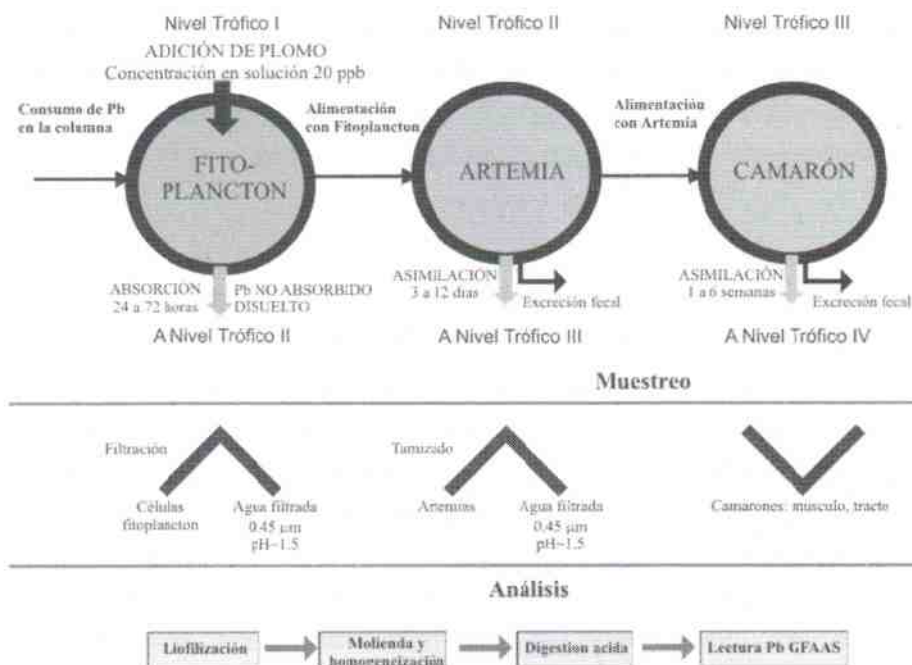 Nivel Trófico I
Nivel Trófico II
Nivel Trófico III
ADICIÓN DE PLOMO
Concentración en solución 20 ppb
Consumo de Pb
en la columna
Alimentación
con Fitoplancton
Alimentación
con Artemia
FITO-
PLANCTON
ARTEMIA
CAMARÓN
ABSORCIÓN
24 a 72 horas
Pb NO ABSORBIDO
DISUELTO
ASIMILACIÓN
3 a 12 dias
Excreción fecal
ASIMILACIÓN
1 a 6 semanas
Excreción fecal
A Nivel Trófico II
A Nivel Trófico III
A Nivel Trófico IV
Muestreo
Filtración
Células
fitoplancton
Agua filtrada
0.45 µm
pH~1.5
Tamizado
Artemias
Agua filtrada
0.45 µm
pH~1.5
Camarones: musculo, tracto
Análisis
Liofilización
Molienda y
homogeneización
Digestion acida
Lectura Pb GFAAS